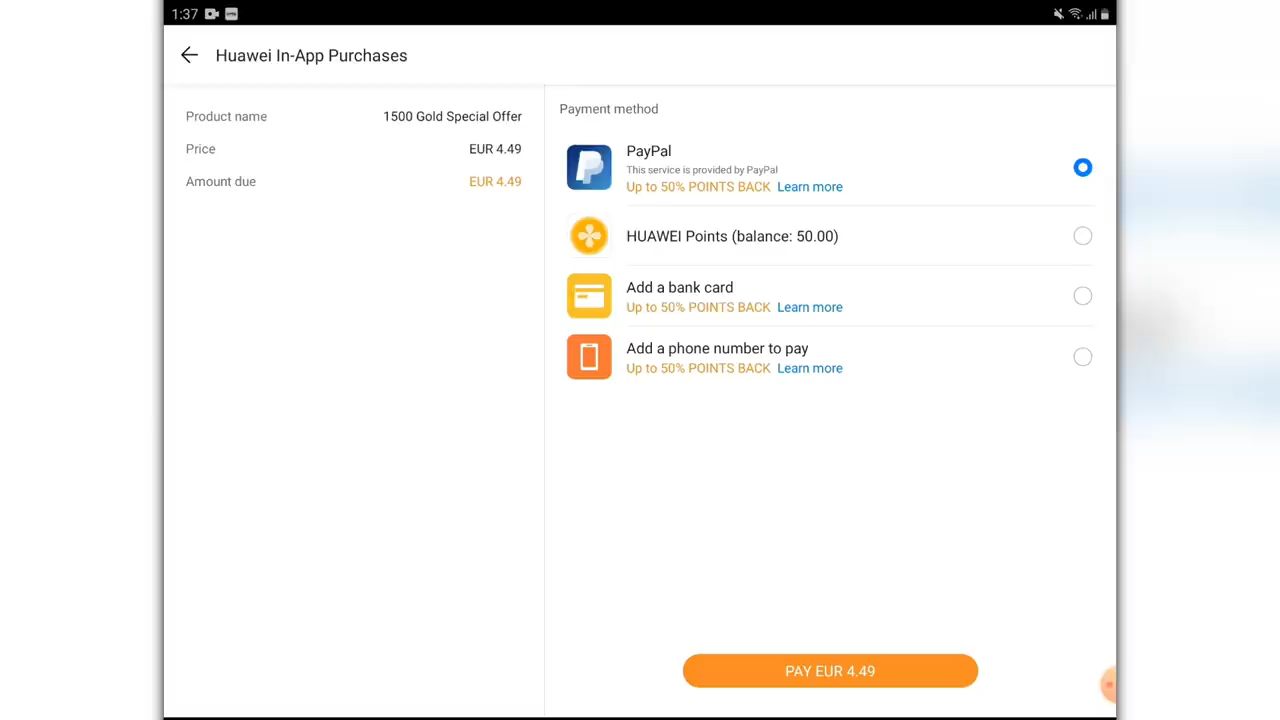 1:37
Huawei In-App Purchases
Product name 1500 Gold Special Offer
Price EUR 4.49
Amount due EUR 4.49
Payment method
PayPal
This service is provided by PayPal
Up to 50% POINTS BACK Learn more
HUAWEI Points (balance: 50.00)
Add a bank card
Up to 50% POINTS BACK Learn more
Add a phone number to pay
Up to 50% POINTS BACK Learn more
PAY EUR 4.49